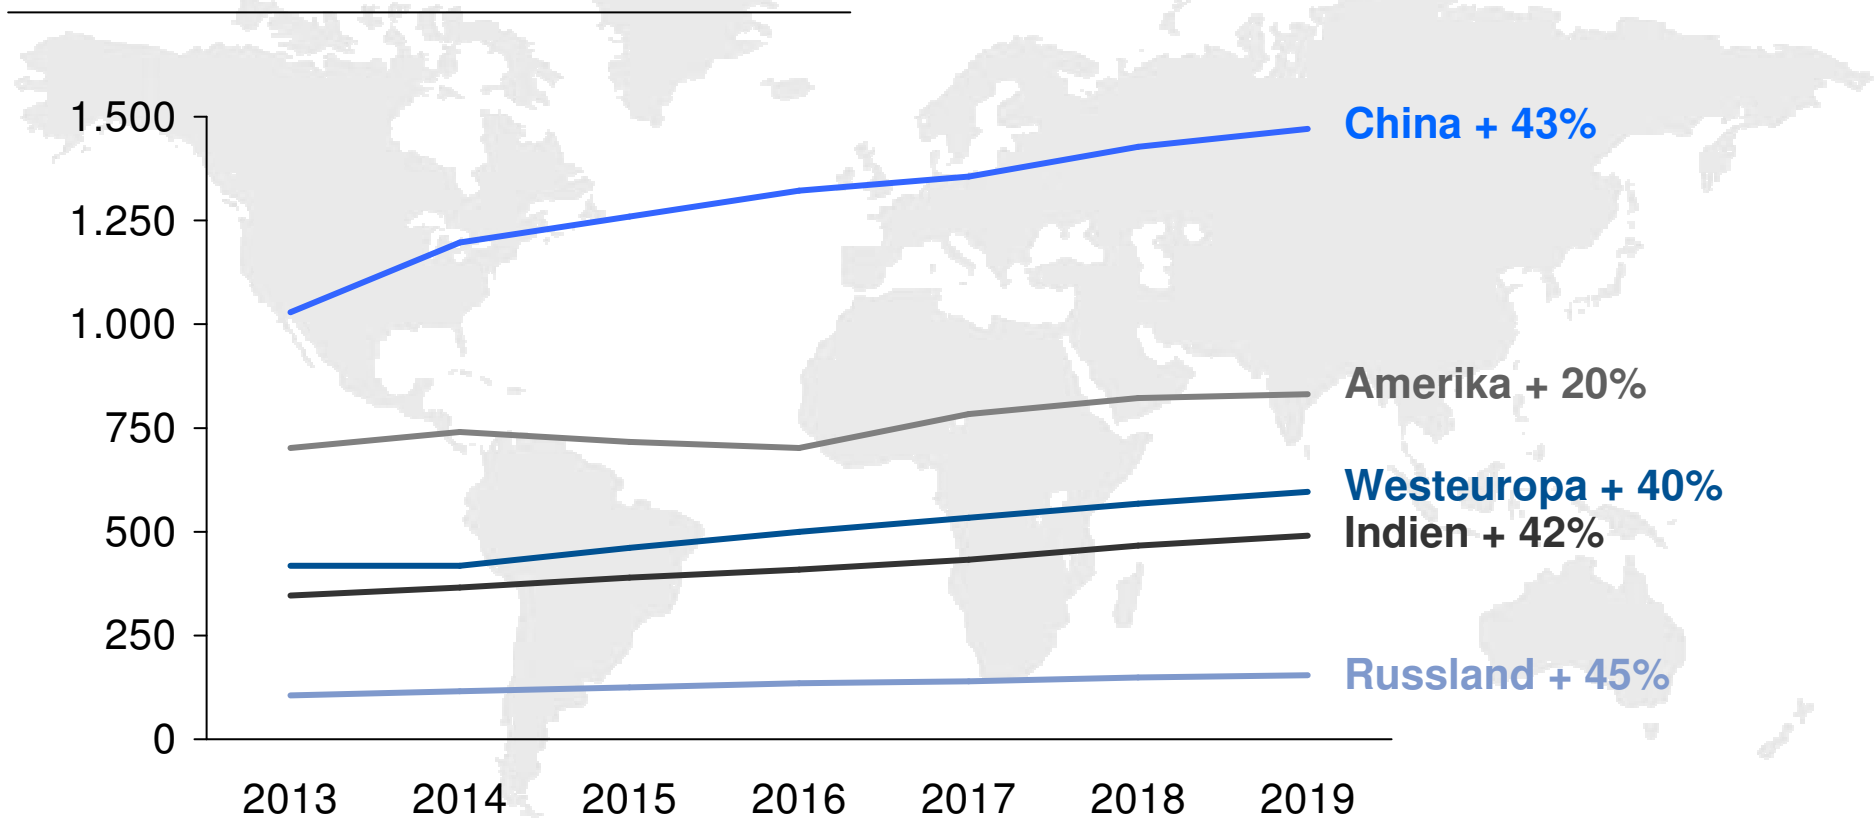 1.500
China + 43%
1.250
1.000
Amerika + 20%
750
Westeuropa + 40%
500
Indien + 42%
250
Russland + 45%
0
2013 2014 2015 2016 2017 2018 2019